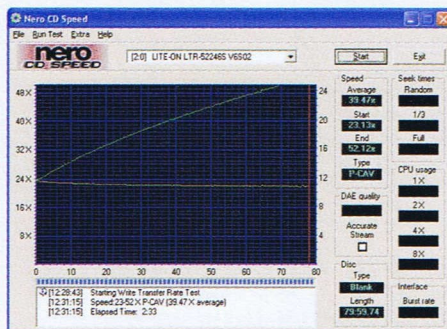 Nero CD Speed
File Run Test Extra Help
nero
CD SPEED
[2:0] LITE-ON LTR-52246S V6S02
Start
Exit
48X
40X
32X
24X
16X
8X
24
20
16
12
8
4
0 10 20 30 40 50 60 70 80
Speed
Average
39.47x
Start
23.13x
End
52.12x
Type
P-CAV
DAE quality
Accurate
Stream
Disc
Type
Blank
Length
79:59.74
Seek times
Random
1/3
Full
CPU usage
1 X
2 X
4 X
8 X
Interface
Burst rate
[12:28:43] Starting Write Transfer Rate Test
[12:31:15] Speed:23-52 X P-CAV (39.47 X average)
[12:31:15] Elapsed Time: 2:33